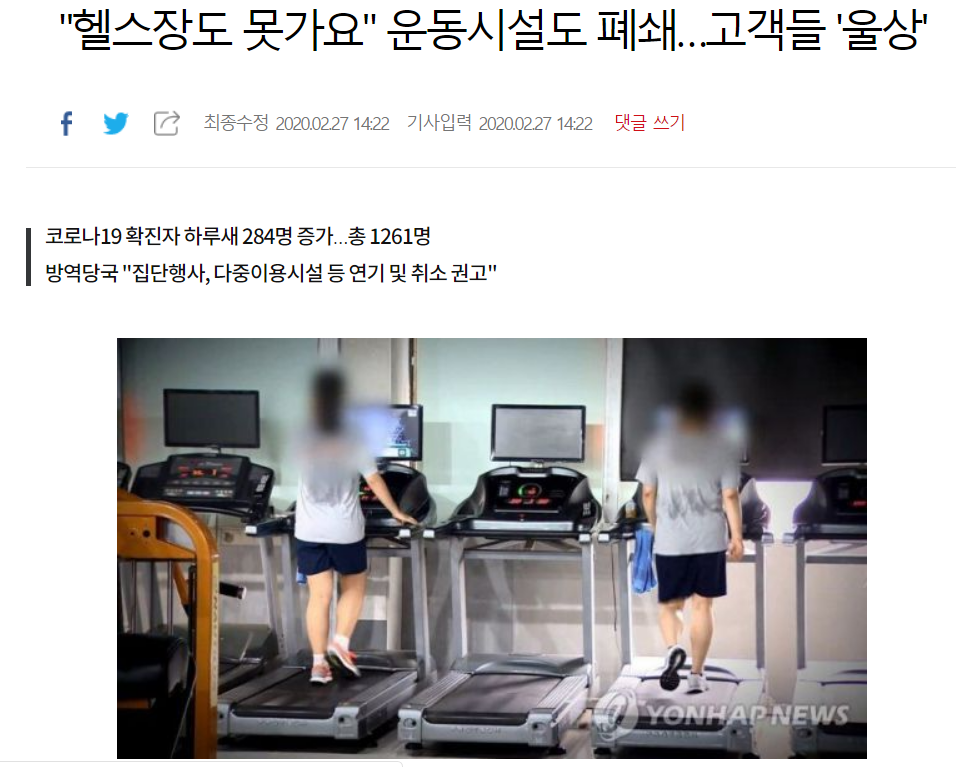 "헬스장도 못가요" 운동시설도 폐쇄…고객들 '울상'
최종수정 2020.02.27 14:22 기사입력 2020.02.27 14:22 댓글 쓰기
코로나19 확진자 하루새 284명 증가…총 1261명
방역당국 "집단행사, 다중이용시설 등 연기 및 취소 권고"
YONHAP NEWS